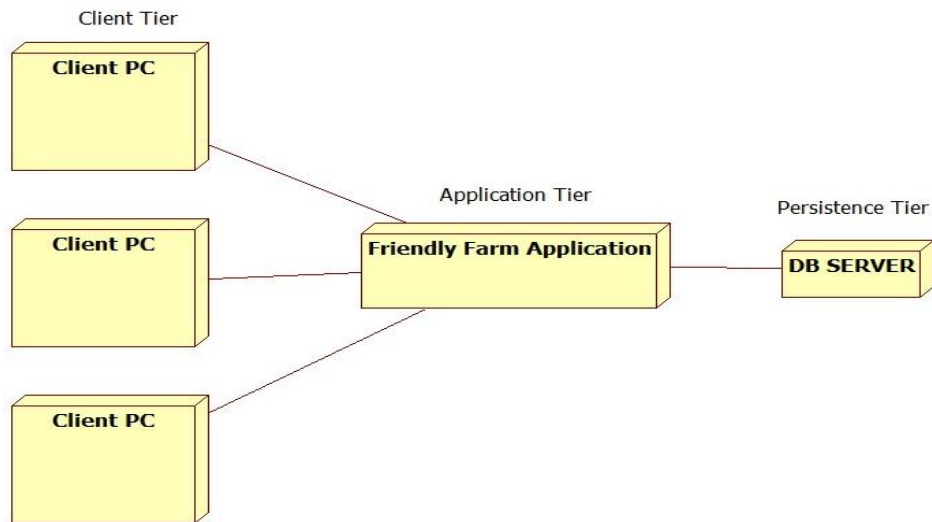 Client Tier
Client PC
Application Tier
Persistence Tier
Client PC
Friendly Farm Application
DB SERVER
Client PC